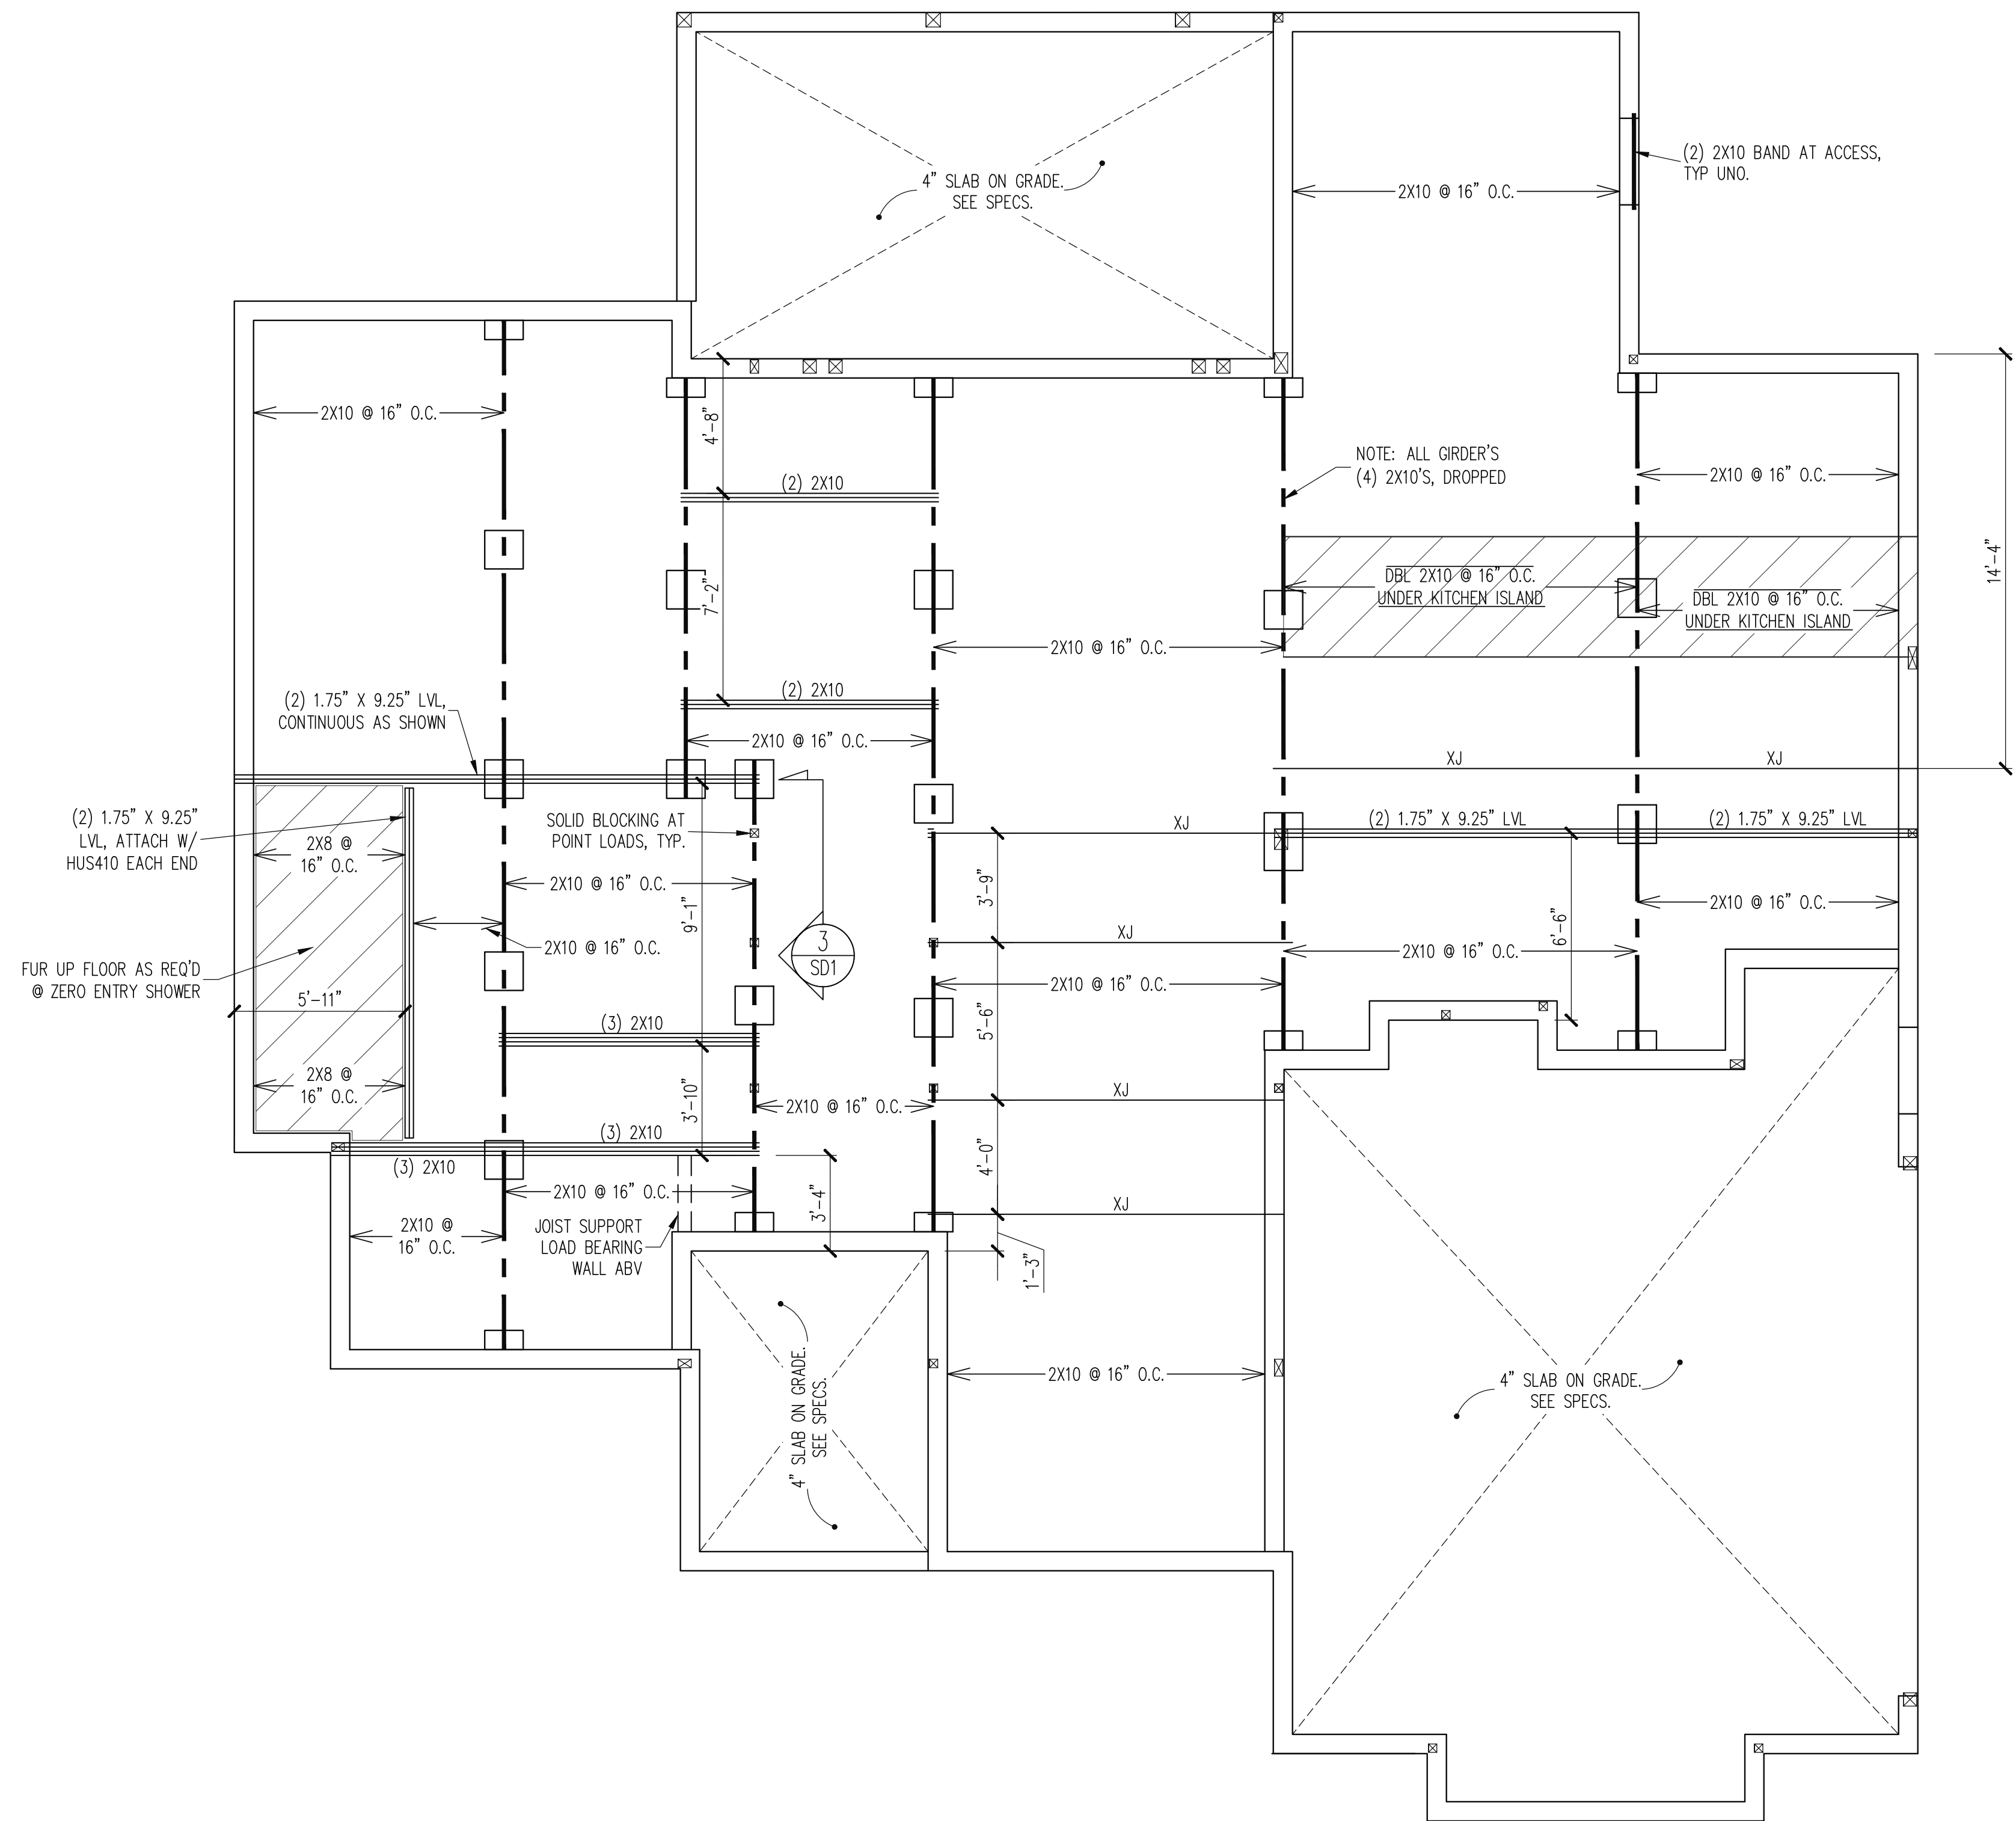 4" SLAB ON GRADE.
SEE SPECS.
2X10 @ 16" O.C.
(2) 2X10 BAND AT ACCESS,
TYP UNO.
2X10 @ 16" O.C.
4'-8"
NOTE: ALL GIRDER'S
(4) 2X10'S, DROPPED
2X10 @ 16" O.C.
(2) 2X10
14'-4"
7'-2"
DBL 2X10 @ 16" O.C.
UNDER KITCHEN ISLAND
DBL 2X10 @ 16" O.C.
UNDER KITCHEN ISLAND
2X10 @ 16" O.C.
(2) 2X10
(2) 1.75" X 9.25" LVL,
CONTINUOUS AS SHOWN
2X10 @ 16" O.C.
XJ
XJ
(2) 1.75" X 9.25"
LVL, ATTACH W/
HUS410 EACH END
SOLID BLOCKING AT
POINT LOADS, TYP.
XJ
(2) 1.75" X 9.25" LVL
(2) 1.75" X 9.25" LVL
2X8 @
16" O.C.
2X10 @ 16" O.C.
3'-9"
2X10 @ 16" O.C.
9'-1"
6'-6"
XJ
3
SD1
2X10 @ 16" O.C.
2X10 @ 16" O.C.
FUR UP FLOOR AS REQ'D
@ ZERO ENTRY SHOWER
5'-11"
2X10 @ 16" O.C.
5'-6"
(3) 2X10
2X8 @
16" O.C.
3'-10"
2X10 @ 16" O.C.
XJ
(3) 2X10
(3) 2X10
4'-0"
2X10 @ 16" O.C.
3'-4"
XJ
2X10 @
16" O.C.
JOIST SUPPORT
LOAD BEARING
WALL ABV
1'-3"
4" SLAB ON GRADE.
SEE SPECS.
2X10 @ 16" O.C.
4" SLAB ON GRADE.
SEE SPECS.